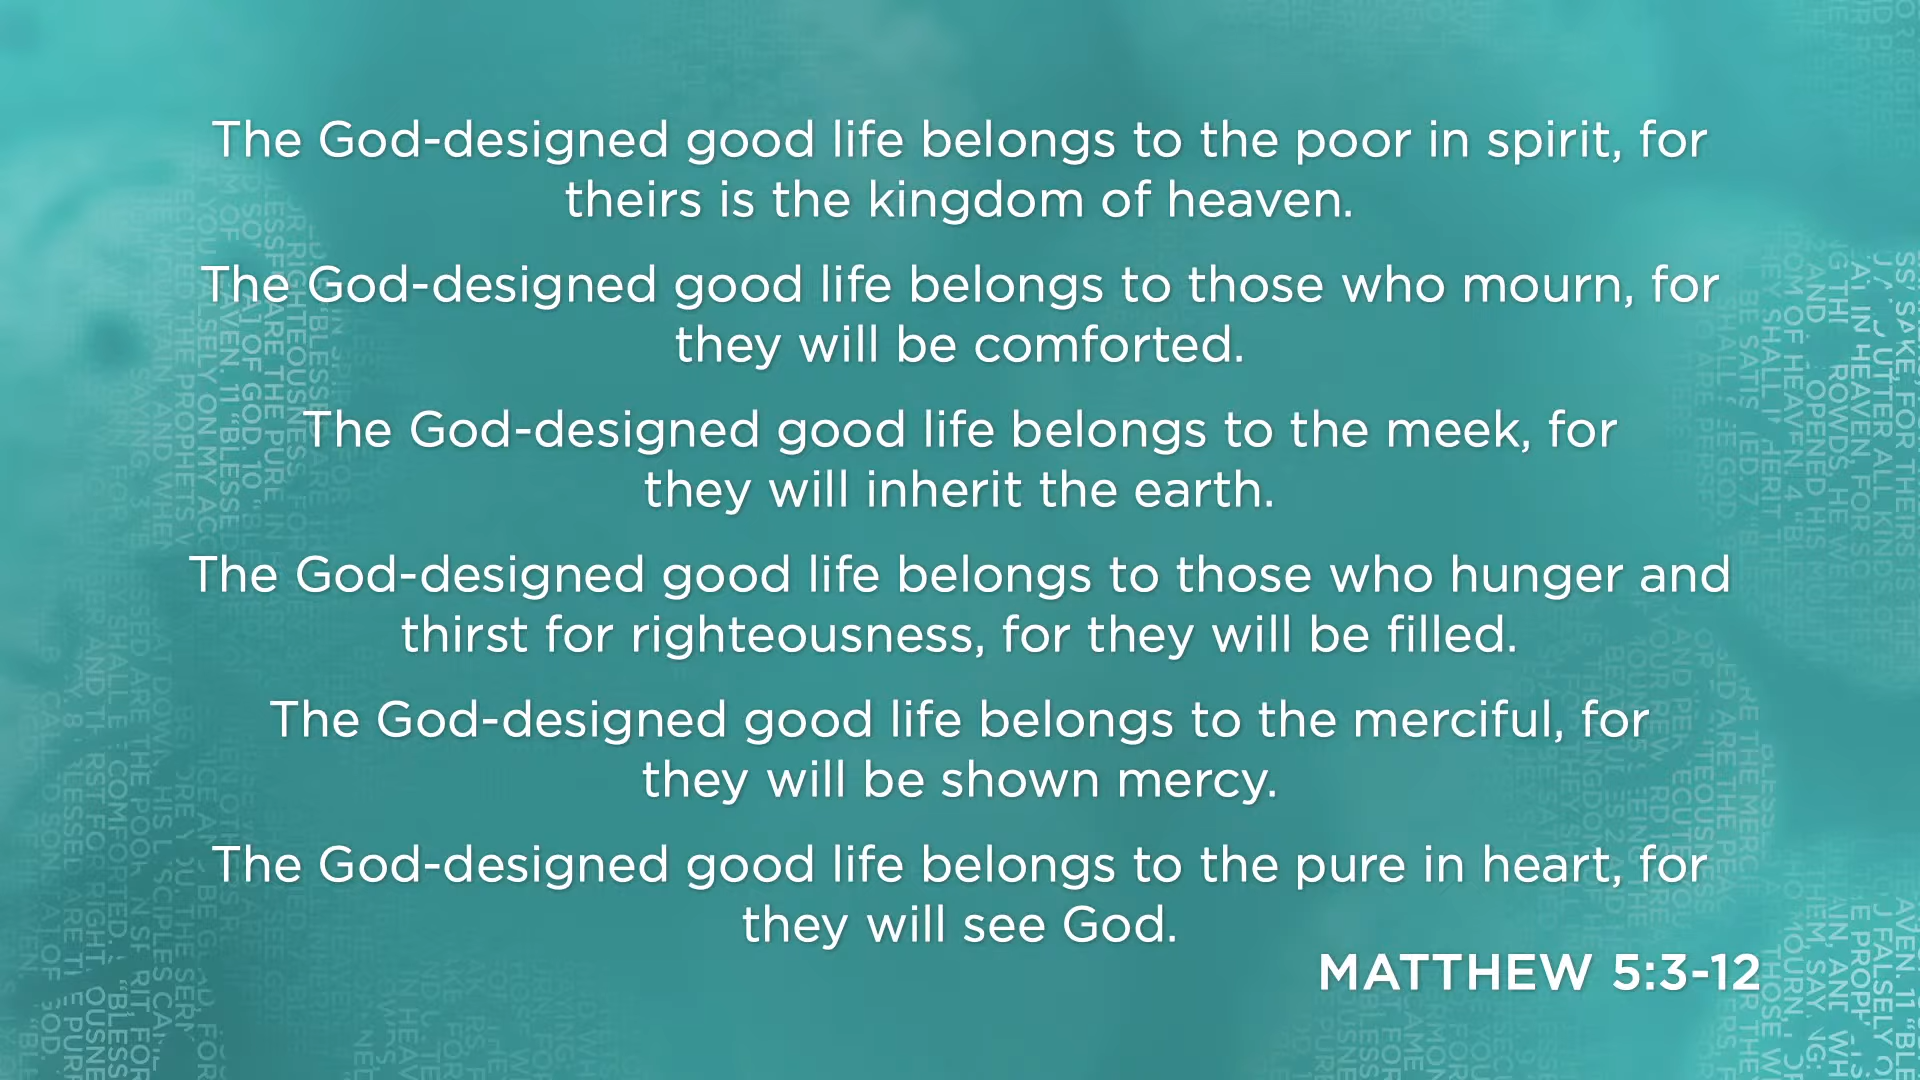 The God-designed good life belongs to the poor in spirit, for
theirs is the kingdom of heaven.
The God-designed good life belongs to those who mourn, for
they will be comforted.
The God-designed good life belongs to the meek, for
they will inherit the earth.
The God-designed good life belongs to those who hunger and
thirst for righteousness, for they will be filled.
The God-designed good life belongs to the merciful, for
they will be shown mercy.
The God-designed good life belongs to the pure in heart, for
they will see God.
MATTHEW 5:3-12